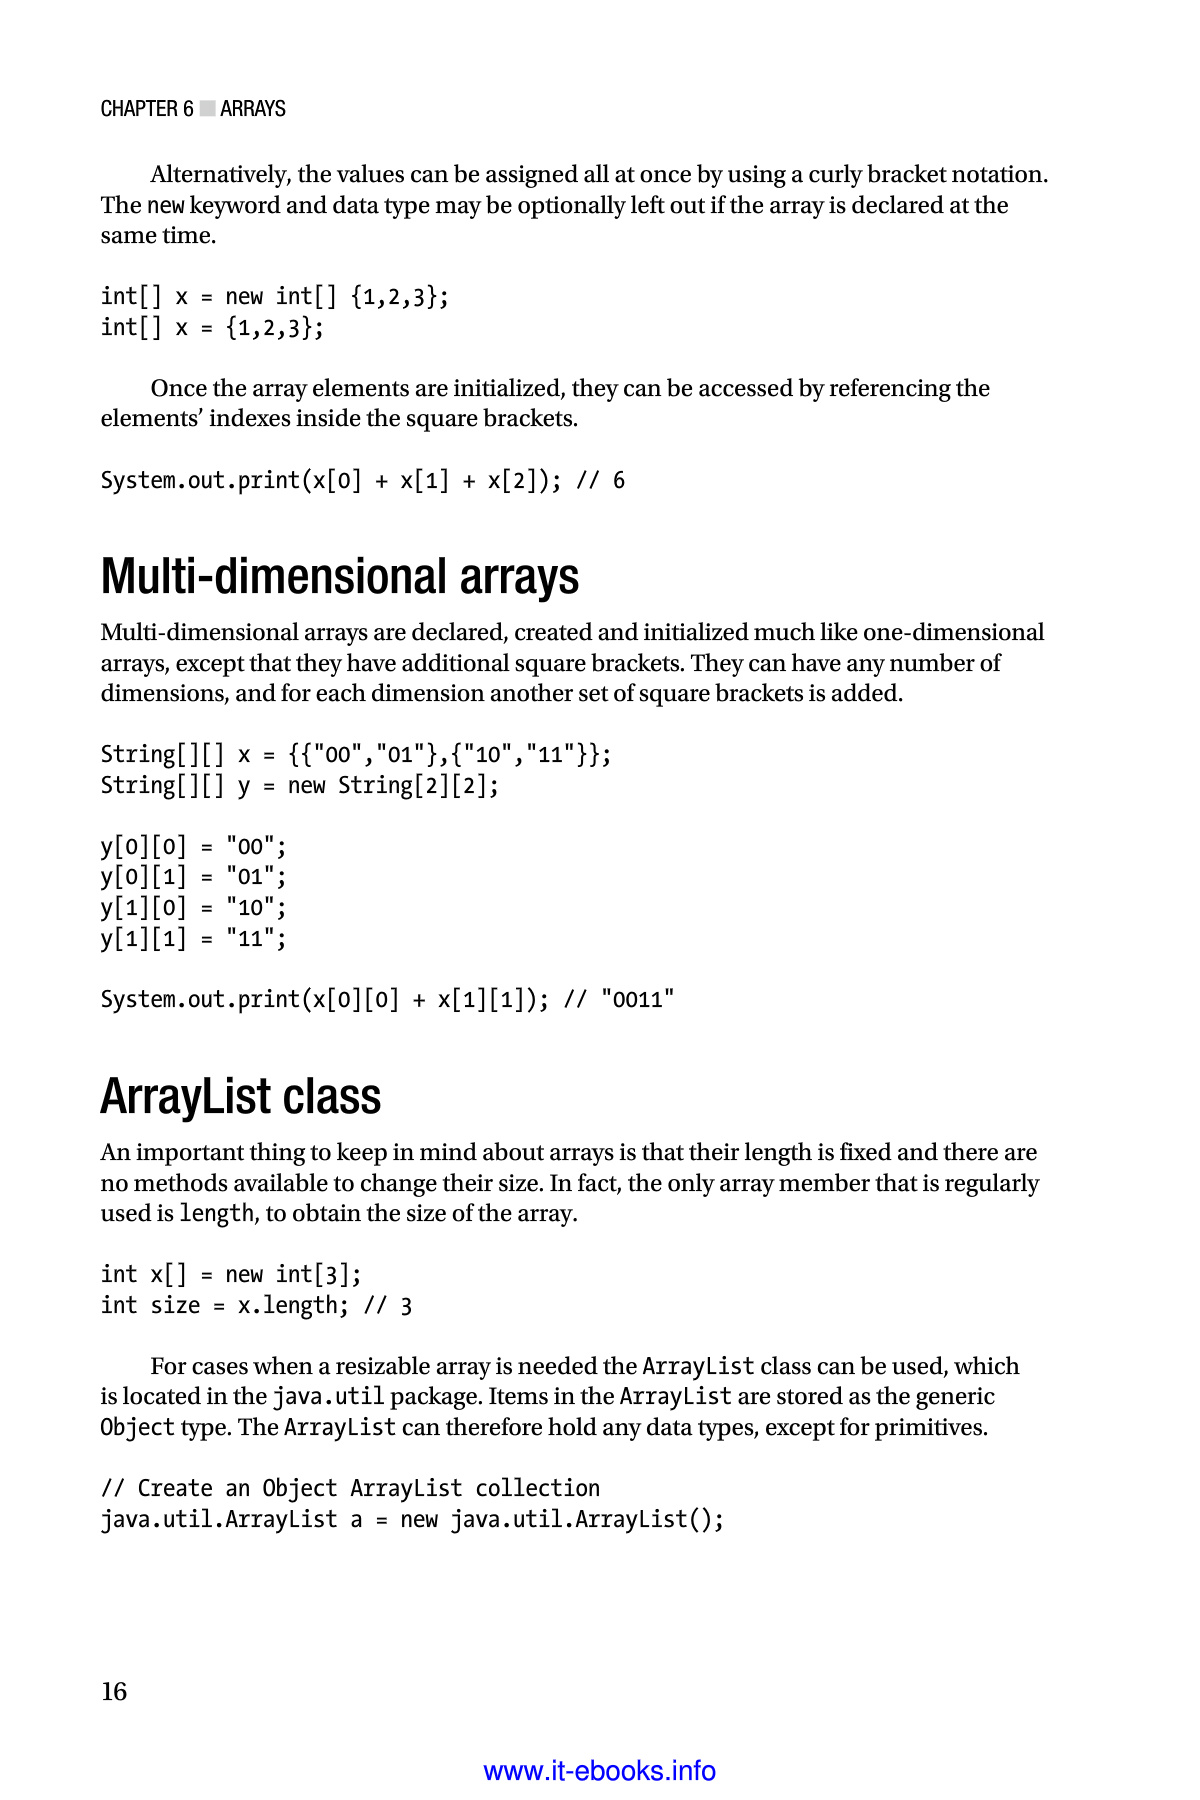 CHAPTER 6 ■ ARRAYS
Alternatively, the values can be assigned all at once by using a curly bracket notation.
The new keyword and data type may be optionally left out if the array is declared at the
same time.
int[] x = new int[] {1,2,3};
int[] x = {1,2,3};
Once the array elements are initialized, they can be accessed by referencing the
elements’ indexes inside the square brackets.
System.out.print(x[0] + x[1] + x[2]); // 6
Multi-dimensional arrays
Multi-dimensional arrays are declared, created and initialized much like one-dimensional
arrays, except that they have additional square brackets. They can have any number of
dimensions, and for each dimension another set of square brackets is added.
String[][] x = {{"00","01"},{"10","11"}};
String[][] y = new String[2][2];
y[0][0] = "00";
y[0][1] = "01";
y[1][0] = "10";
y[1][1] = "11";
System.out.print(x[0][0] + x[1][1]); // "0011"
ArrayList class
An important thing to keep in mind about arrays is that their length is fixed and there are
no methods available to change their size. In fact, the only array member that is regularly
used is length, to obtain the size of the array.
int x[] = new int[3];
int size = x.length; // 3
For cases when a resizable array is needed the ArrayList class can be used, which
is located in the java.util package. Items in the ArrayList are stored as the generic
Object type. The ArrayList can therefore hold any data types, except for primitives.
// Create an Object ArrayList collection
java.util.ArrayList a = new java.util.ArrayList();
16
www.it-ebooks.info